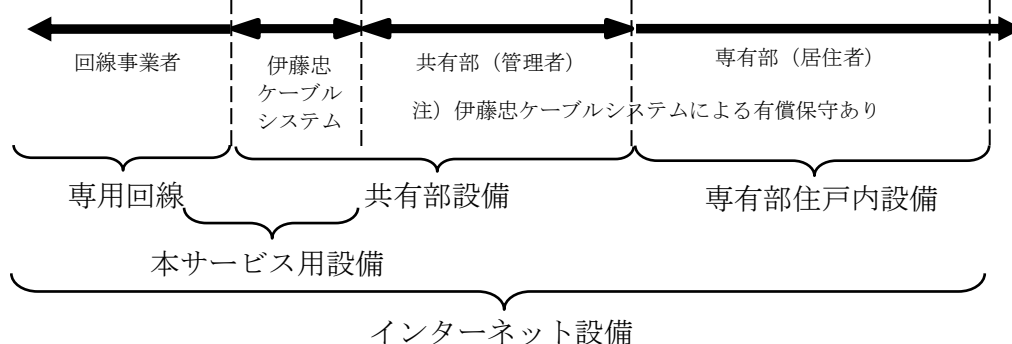 回線事業者
伊藤忠
ケーブル
システム
共有部（管理者）
専有部（居住者）
注）伊藤忠ケーブルシステムによる有償保守あり
専用回線
共有部設備
専有部住戸内設備
本サービス用設備
インターネット設備